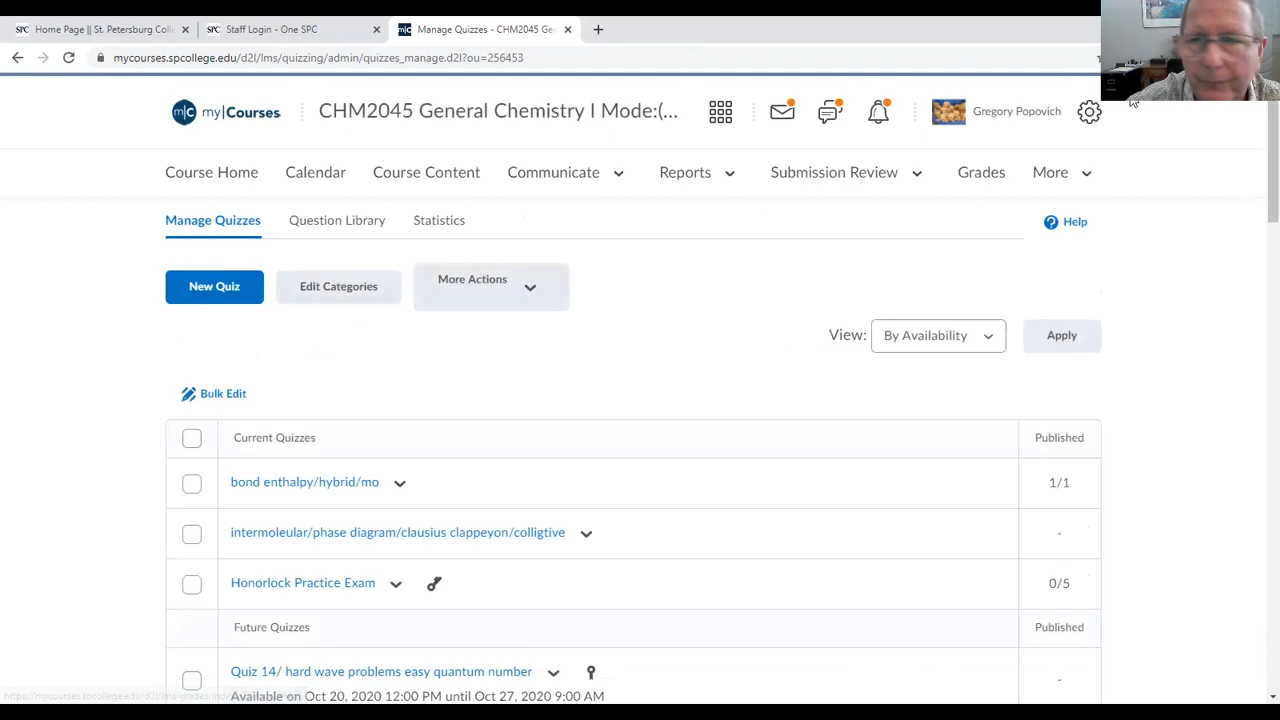 SPC Home Page || St. Petersburg Coll
SPC Staff Login - One SPC
m|c Manage Quizzes - CHM2045 Ge
mycourses.spcollege.edu/d2l/lms/quizzing/admin/quizzes_manage.d2l?ou=256453
m|c my|Courses
CHM2045 General Chemistry I Mode:(...
Gregory Popovich
Course Home
Calendar
Course Content
Communicate
Reports
Submission Review
Grades
More
Manage Quizzes
Question Library
Statistics
Help
New Quiz
Edit Categories
More Actions
View: By Availability
Apply
Bulk Edit
Current Quizzes Published
bond enthalpy/hybrid/mo 1/1
intermoleular/phase diagram/clausius clappeyon/colligtive -
Honorlock Practice Exam 0/5
Future Quizzes Published
Quiz 14/ hard wave problems easy quantum number -
Available on Oct 20, 2020 12:00 PM until Oct 27, 2020 9:00 AM